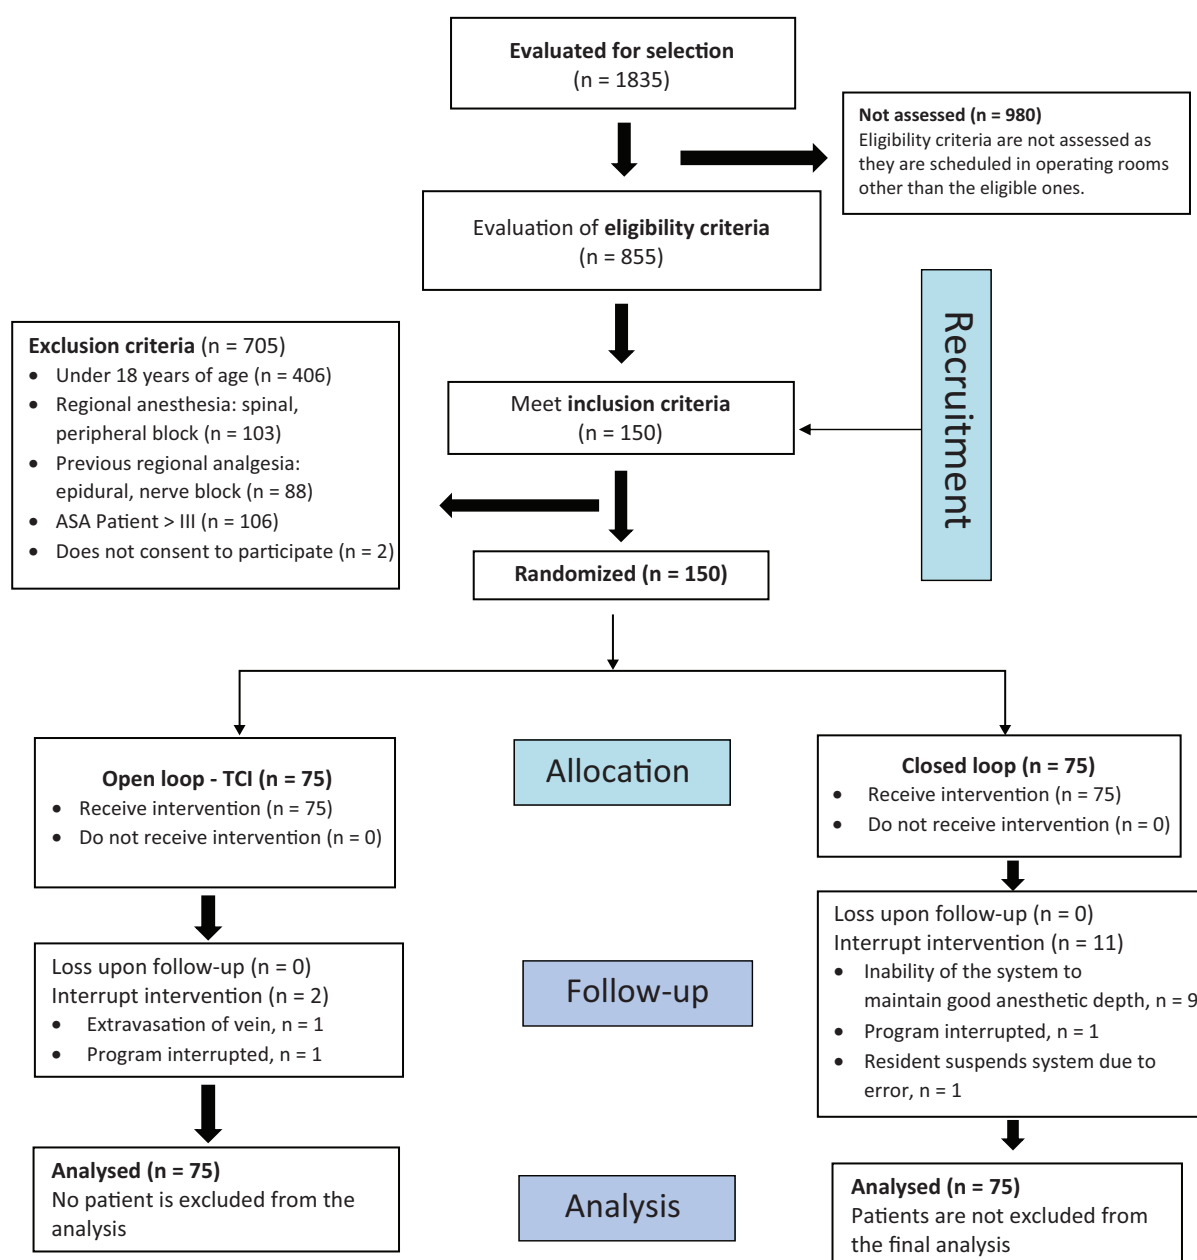 Evaluated for selection
(n = 1835)
Not assessed (n = 980)
Eligibility criteria are not assessed as
they are scheduled in operating rooms
other than the eligible ones.
Evaluation of eligibility criteria
(n = 855)
Recruitment
Exclusion criteria (n = 705)
• Under 18 years of age (n = 406)
• Regional anesthesia: spinal,
peripheral block (n = 103)
• Previous regional analgesia:
epidural, nerve block (n = 88)
• ASA Patient > III (n = 106)
• Does not consent to participate (n = 2)
Meet inclusion criteria
(n = 150)
Randomized (n = 150)
Open loop - TCI (n = 75)
• Receive intervention (n = 75)
• Do not receive intervention (n = 0)
Allocation
Closed loop (n = 75)
• Receive intervention (n = 75)
• Do not receive intervention (n = 0)
Loss upon follow-up (n = 0)
Interrupt intervention (n = 2)
• Extravasation of vein, n = 1
• Program interrupted, n = 1
Follow-up
Loss upon follow-up (n = 0)
Interrupt intervention (n = 11)
• Inability of the system to
maintain good anesthetic depth, n = 9
• Program interrupted, n = 1
• Resident suspends system due to
error, n = 1
Analysed (n = 75)
No patient is excluded from the
analysis
Analysis
Analysed (n = 75)
Patients are not excluded from
the final analysis